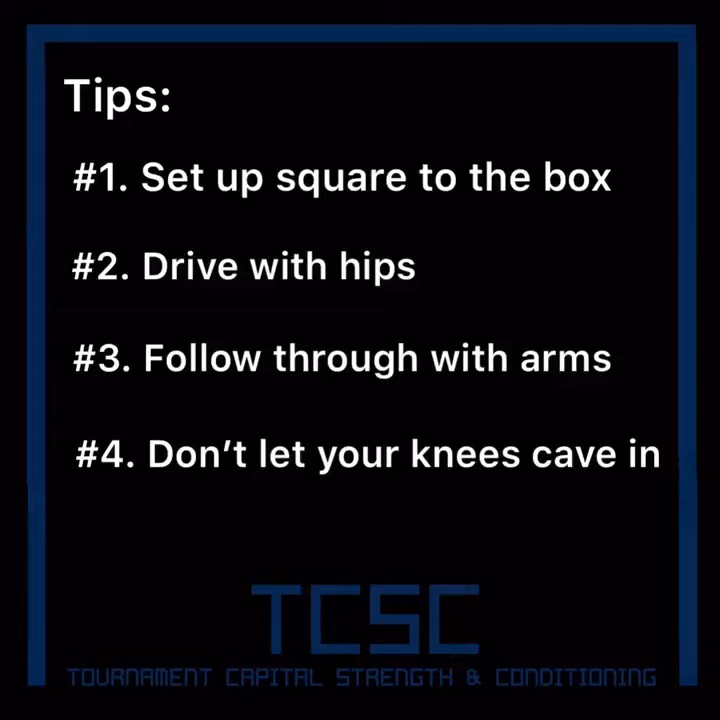 Tips:
#1. Set up square to the box
#2. Drive with hips
#3. Follow through with arms
#4. Don’t let your knees cave in
TCSC
TOURNAMENT CAPITAL STRENGTH & CONDITIONING